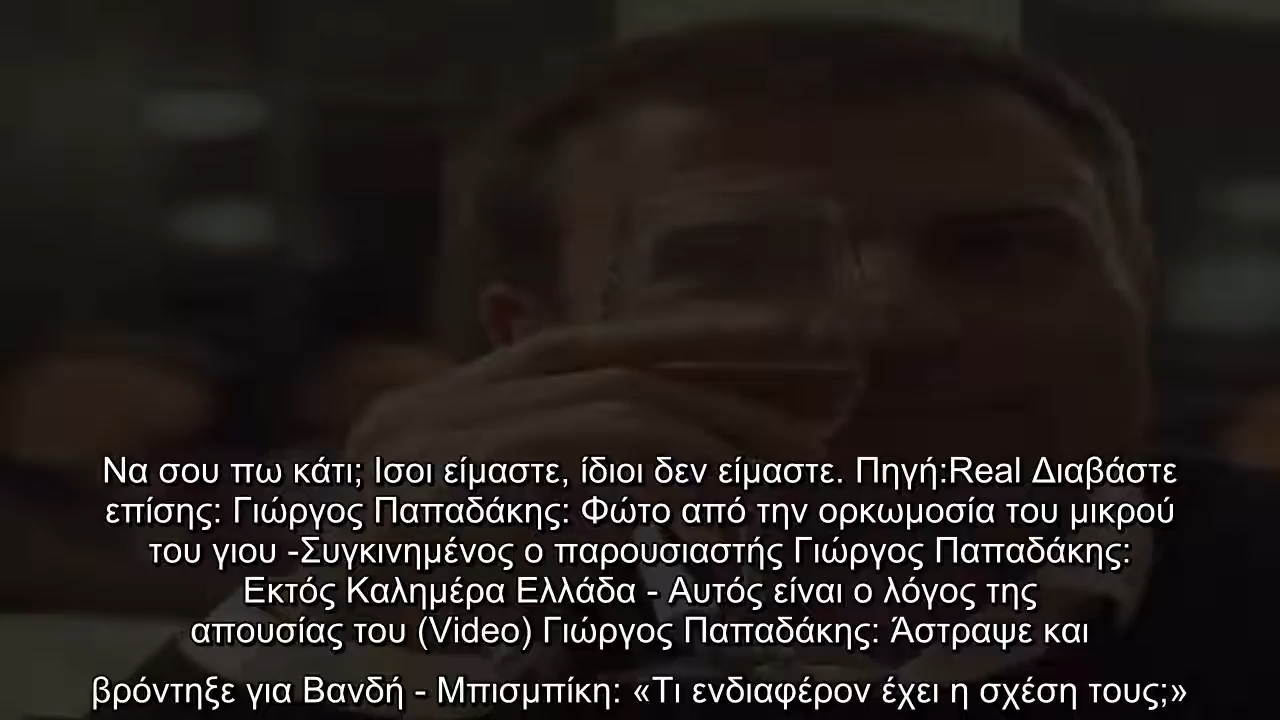 Να σου πω κάτι; Ισοι είμαστε, ίδιοι δεν είμαστε. Πηγή:Real Διαβάστε
επίσης: Γιώργος Παπαδάκης: Φώτο από την ορκωμοσία του μικρού
του γιου -Συγκινημένος ο παρουσιαστής Γιώργος Παπαδάκης:
Εκτός Καλημέρα Ελλάδα - Αυτός είναι ο λόγος της
απουσίας του (Video) Γιώργος Παπαδάκης: Άστραψε και
βρόντηξε για Βανδή - Μπισμπίκη: «Τι ενδιαφέρον έχει η σχέση τους;»